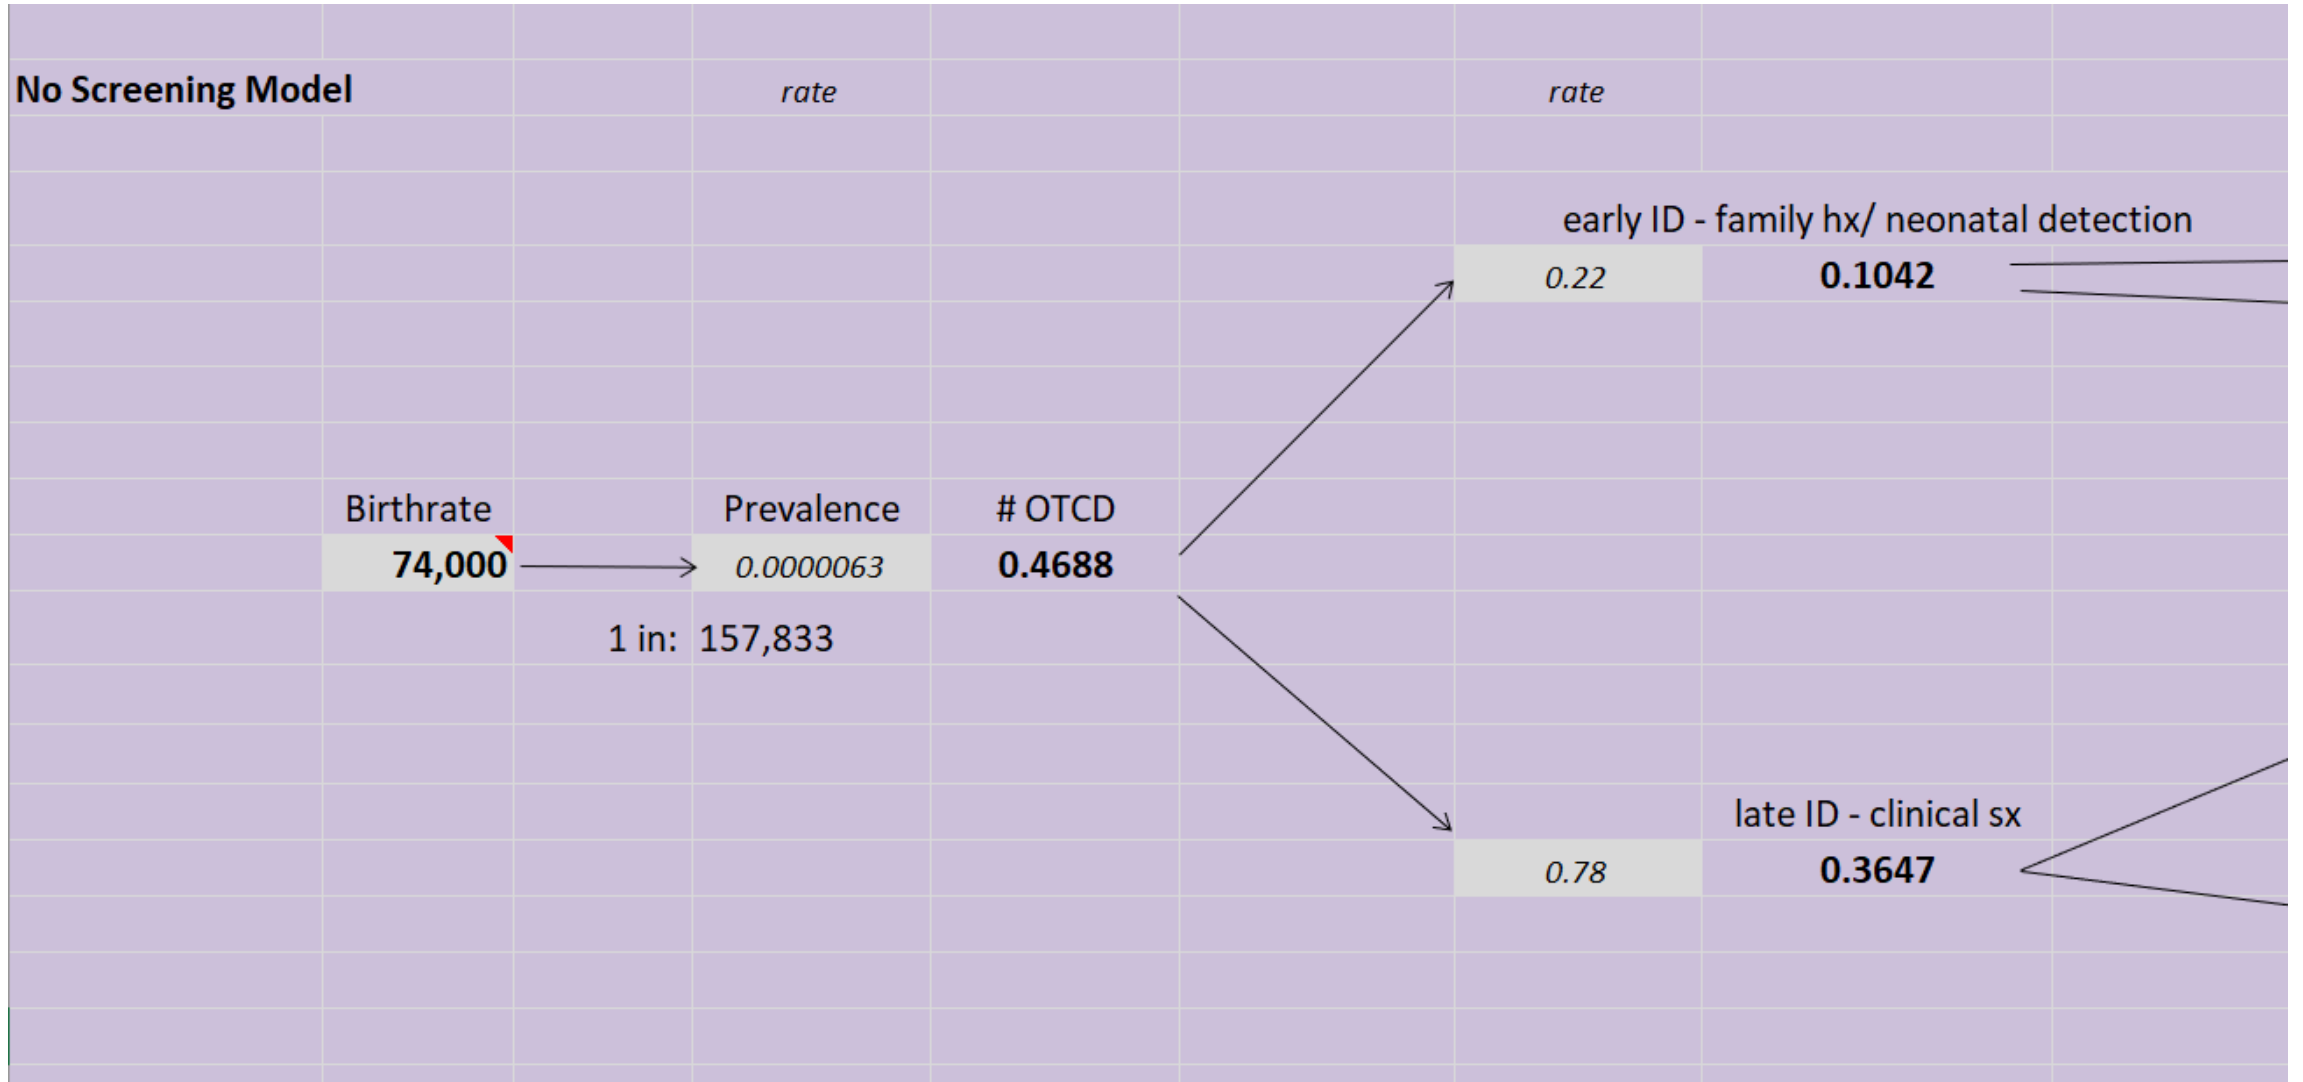 No Screening Model rate rate
early ID - family hx/ neonatal detection
0.22 0.1042
Birthrate Prevalence # OTCD
74,000 0.0000063 0.4688
1 in: 157,833
late ID - clinical sx
0.78 0.3647